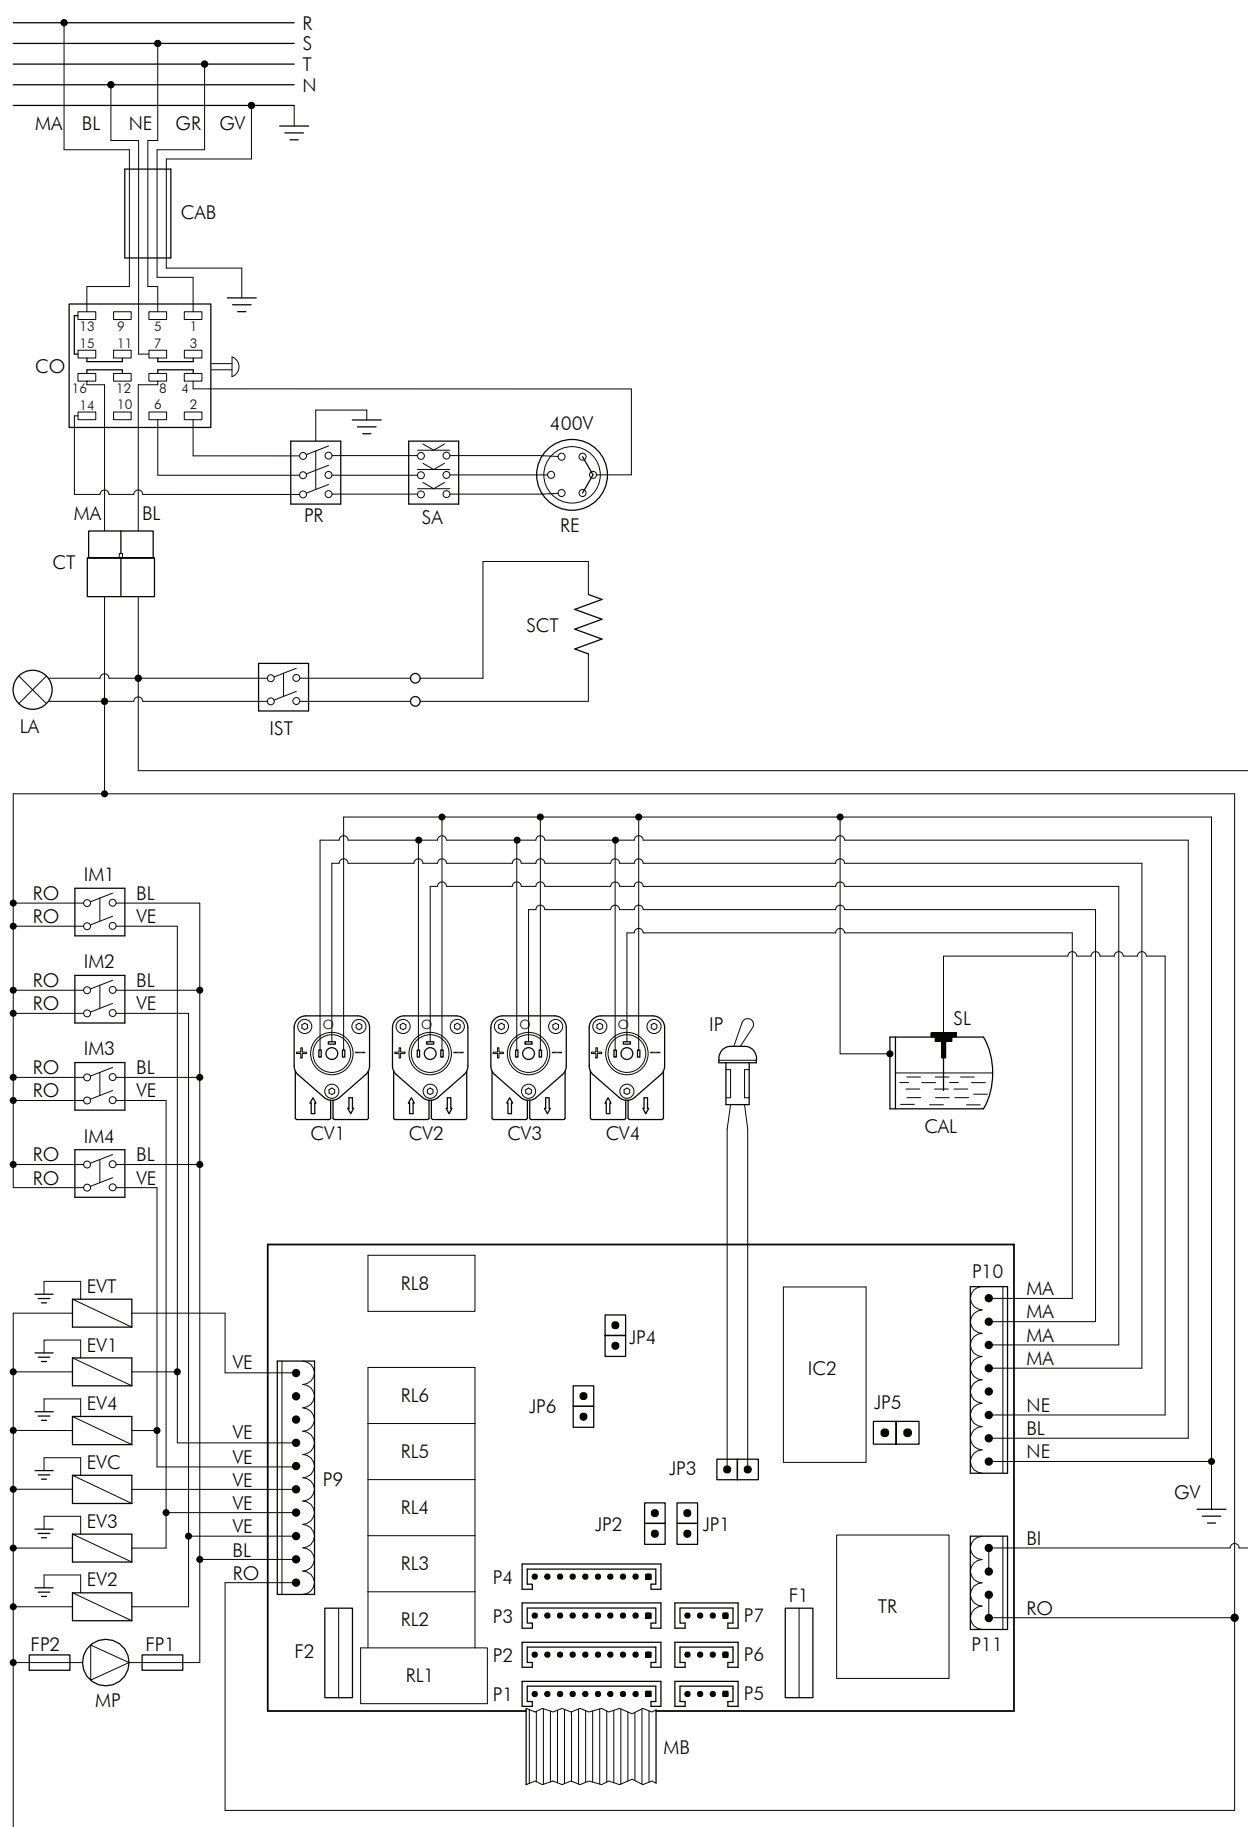 R
S
T
N
MA BL NE GR GV
CAB
13 9 5 1
15 11 7 3
CO
16 12 8 4
14 10 6 2
400V
PR SA RE
MA BL
CT
SCT
LA
IST
IM1
RO BL
RO VE
IM2
RO BL
RO VE
IM3
RO BL
RO VE
IM4
RO BL
RO VE
CV1 CV2 CV3 CV4
IP
SL
CAL
EVT
EV1
EV4
EVC
EV3
EV2
FP2 FP1
MP
VE
VE
VE
VE
VE
VE
BL
RO
P9
RL8
RL6
RL5
RL4
RL3
RL2
RL1
F2
JP4
JP6
IC2
JP5
JP3
JP2 JP1
P4
P3 P7
P2 P6
P1 P5
F1
TR
MB
P10
MA
MA
MA
MA
NE
BL
NE
GV
BI
RO
P11